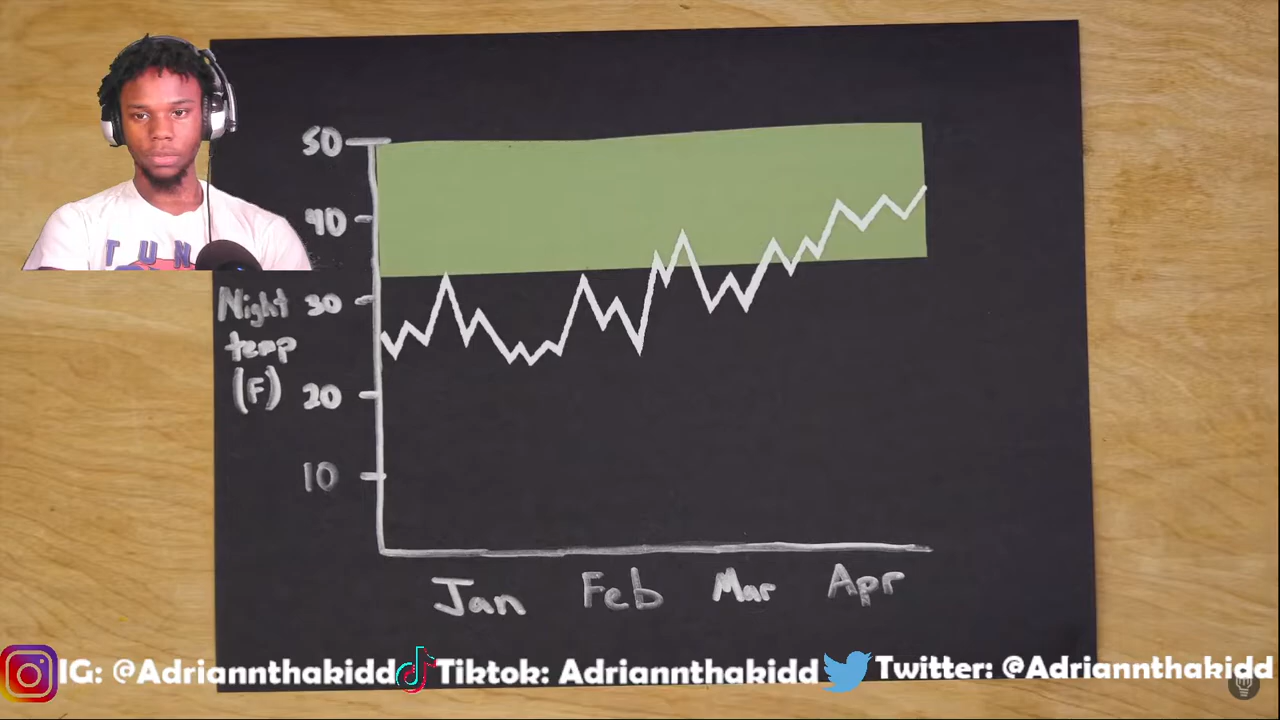 TUN
50
40
Night
temp
(F)
30
20
10
Jan Feb Mar Apr
IG: @Adriannthakidd Tiktok: Adriannthakidd Twitter: @Adriannthakidd